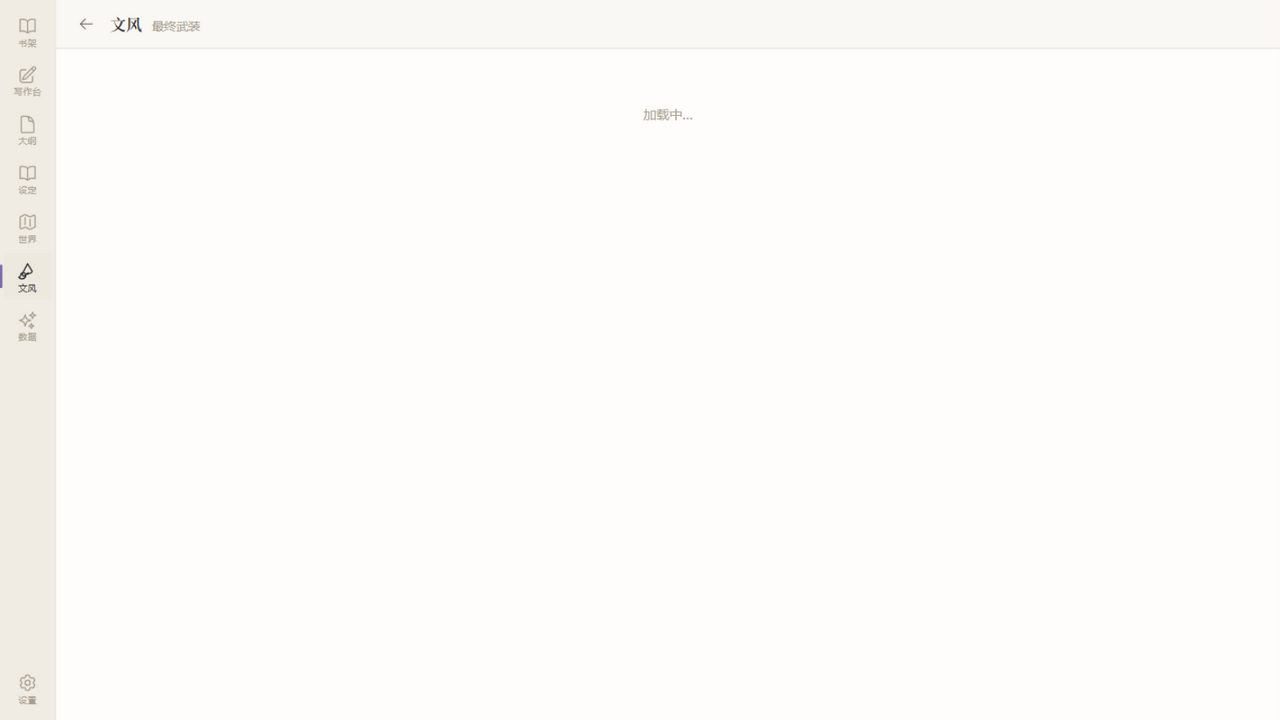 书架
写作台
大纲
设定
世界
文风
数据
设置
文风 最终武装
加载中...